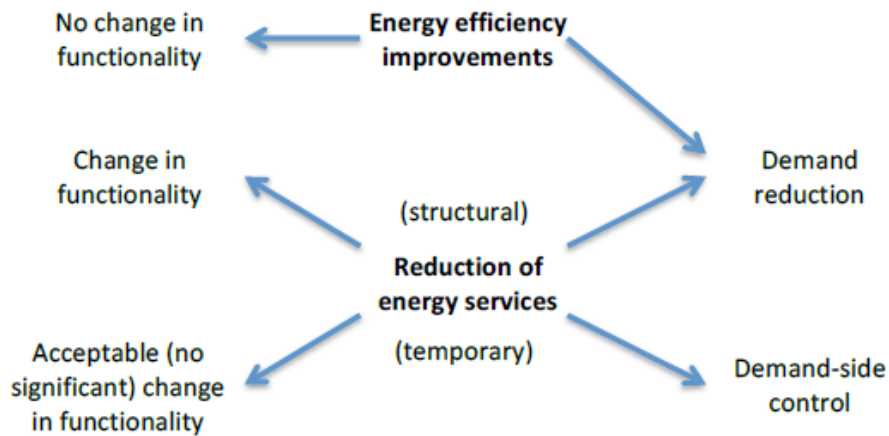 No change in
functionality
Energy efficiency
improvements
Change in
functionality
Demand
reduction
(structural)
Reduction of
energy services
(temporary)
Acceptable (no
significant) change
in functionality
Demand-side
control